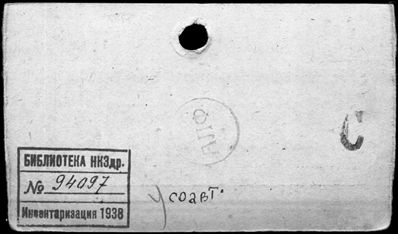 С
БИБЛИОТЕКА НКЗдр.
№ 94097
Инвентаризация 1938
соавт.